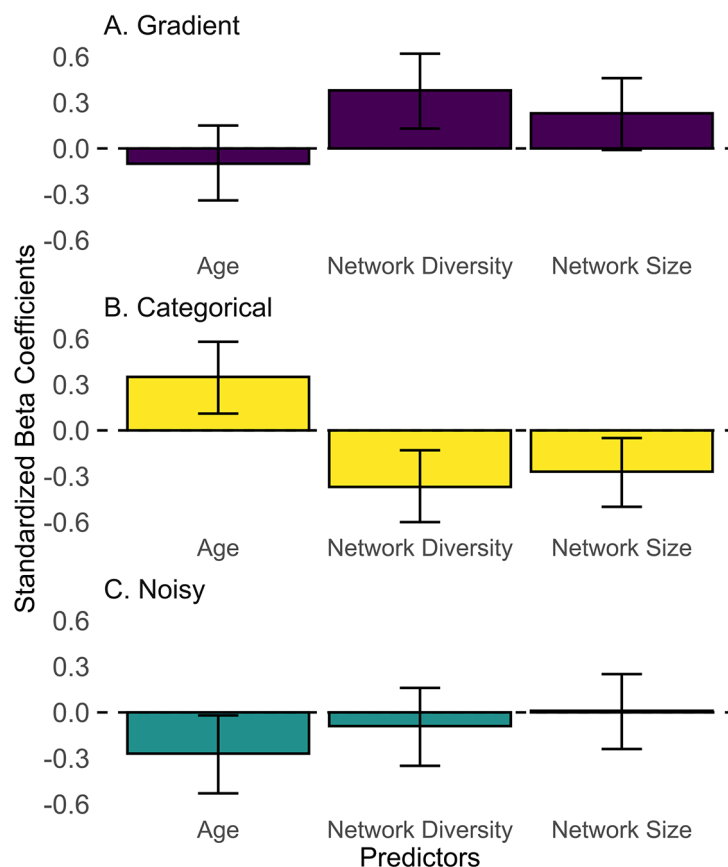 A. Gradient
0.6
0.3
0.0
-0.3
-0.6
Age Network Diversity Network Size
Standardized Beta Coefficients
B. Categorical
0.6
0.3
0.0
-0.3
-0.6
Age Network Diversity Network Size
C. Noisy
0.6
0.3
0.0
-0.3
-0.6
Age Network Diversity Network Size
Predictors